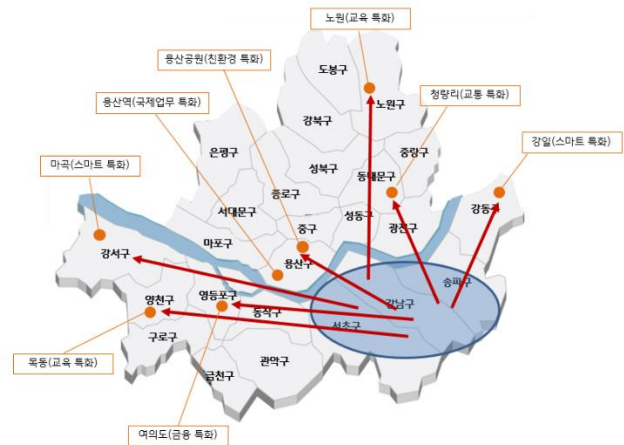 노원(교육 특화)
용산공원(친환경 특화)
도봉구
노원구
용산역(국제업무 특화)
청량리(교통 특화)
강북구
은평구
중랑구
강일(스마트 특화)
마곡(스마트 특화)
성북구
동대문구
종로구
서대문구
강동구
중구
성동구
마포구
광진구
강서구
용산구
송파구
양천구
영등포구
강남구
동작구
서초구
구로구
목동(교육 특화)
관악구
금천구
여의도(금융 특화)